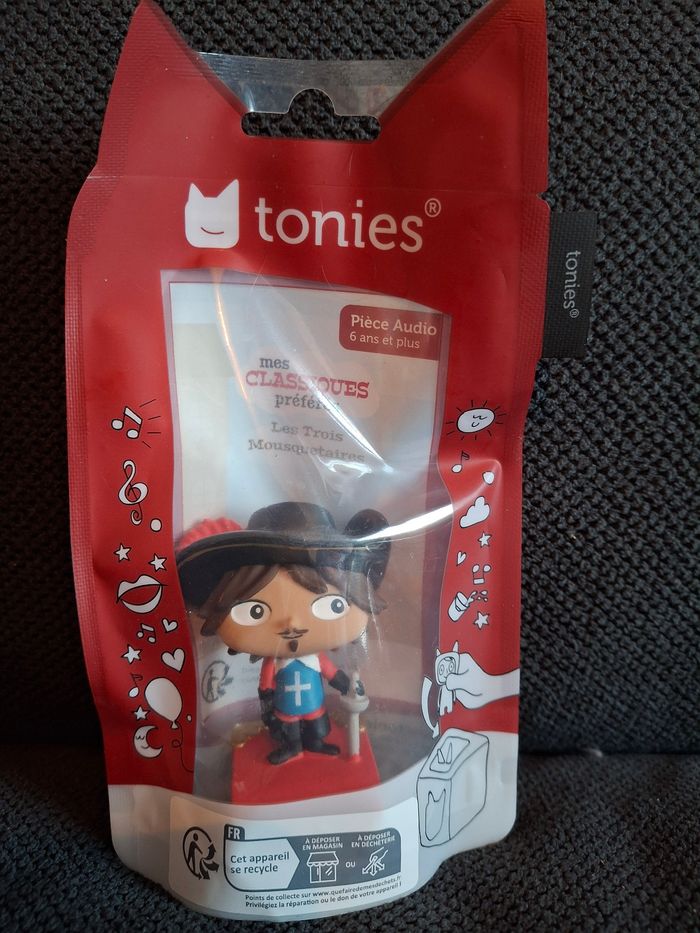 tonies®
tonies®
Pièce Audio
6 ans et plus
mes
CLASSIQUES
préférés
Les Trois
Mousquetaires
FR
Cet appareil
se recycle
À DÉPOSER
EN MAGASIN
OU
À DÉPOSER
EN DÉCHÈTERIE
Points de collecte sur www.quefairedemesdechets.fr
Privilégiez la réparation ou le don de votre appareil !